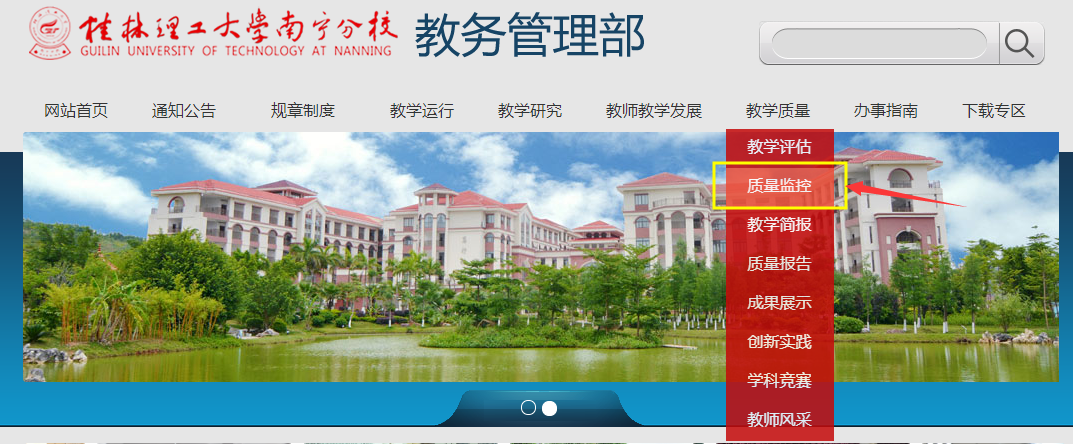 桂林理工大学南宁分校
GUILIN UNIVERSITY OF TECHNOLOGY AT NANNING
教务管理部
网站首页 通知公告 规章制度 教学运行 教学研究 教师教学发展 教学质量 办事指南 下载专区
教学评估
质量监控
教学简报
质量报告
成果展示
创新实践
学科竞赛
教师风采